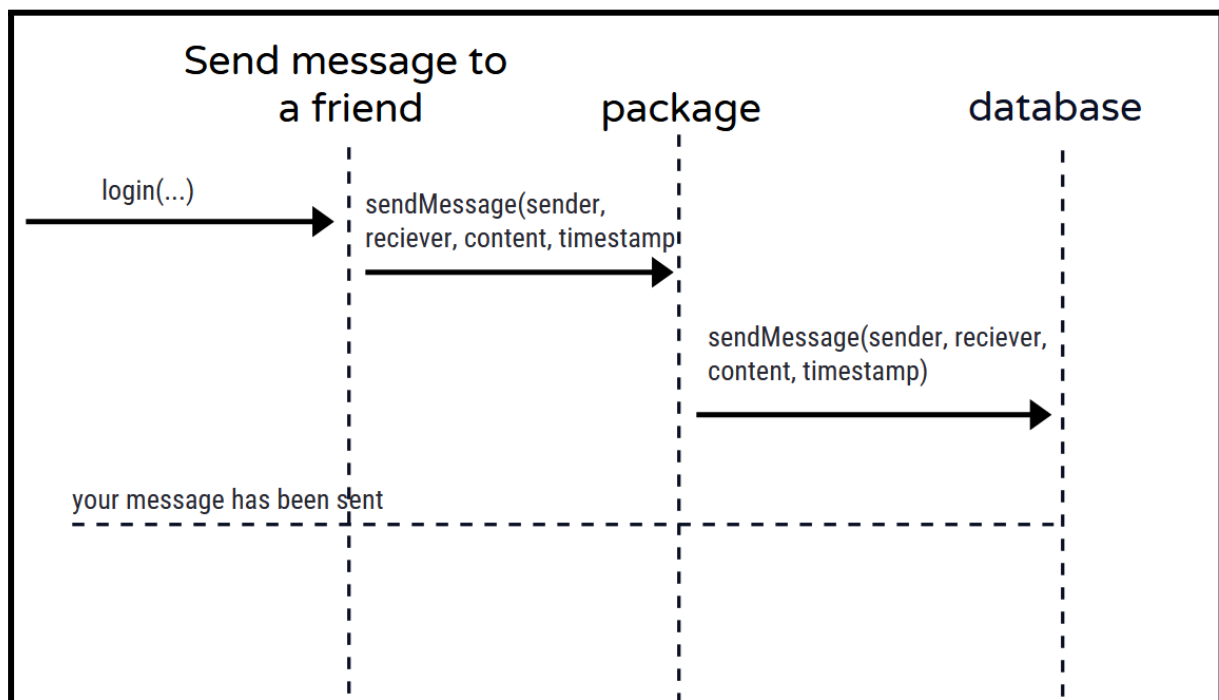 Send message to
a friend
package
database
login(...)
sendMessage(sender,
reciever, content, timestamp
sendMessage(sender, reciever,
content, timestamp)
your message has been sent